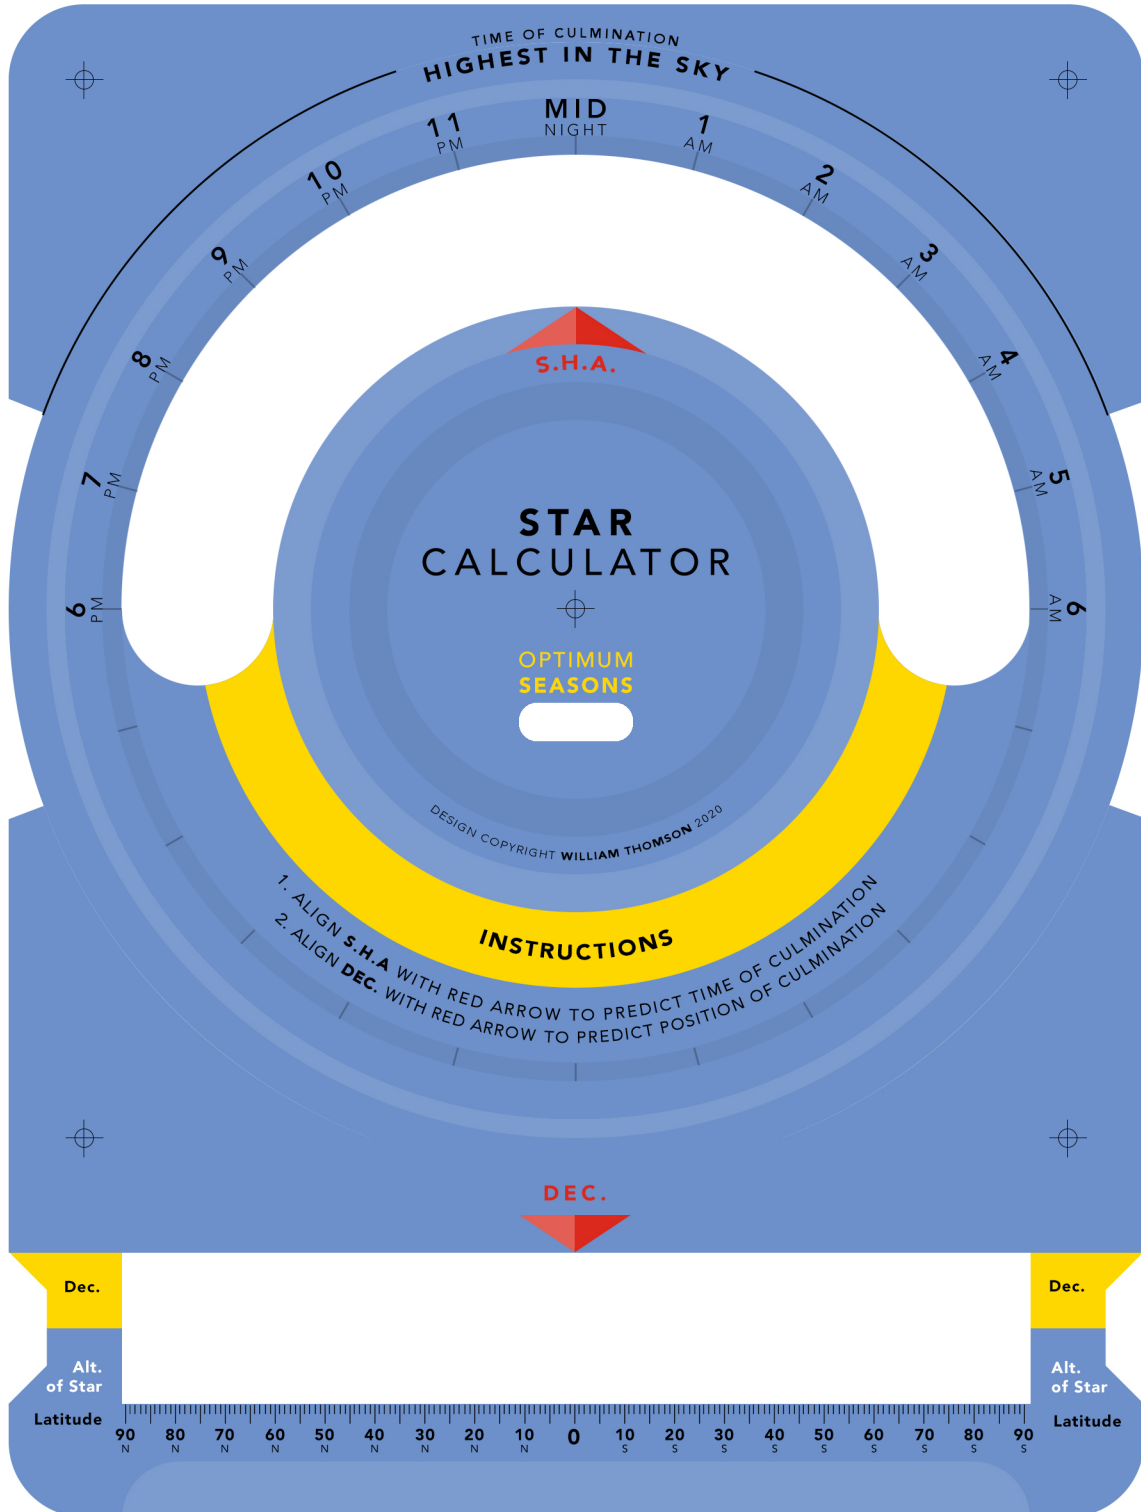 TIME OF CULMINATION
HIGHEST IN THE SKY
MID
NIGHT
11
PM
1
AM
10
PM
2
AM
9
PM
3
AM
8
PM
4
AM
7
PM
5
AM
6
PM
6
AM
S.H.A.
STAR
CALCULATOR
OPTIMUM
SEASONS
DESIGN COPYRIGHT WILLIAM THOMSON 2020
INSTRUCTIONS
1. ALIGN S.H.A WITH RED ARROW TO PREDICT TIME OF CULMINATION
2. ALIGN DEC. WITH RED ARROW TO PREDICT POSITION OF CULMINATION
DEC.
Dec.
Dec.
Alt.
of Star
Alt.
of Star
Latitude
Latitude
90 80 70 60 50 40 30 20 10 0 10 20 30 40 50 60 70 80 90
N N N N N N N N N S S S S S S S S S